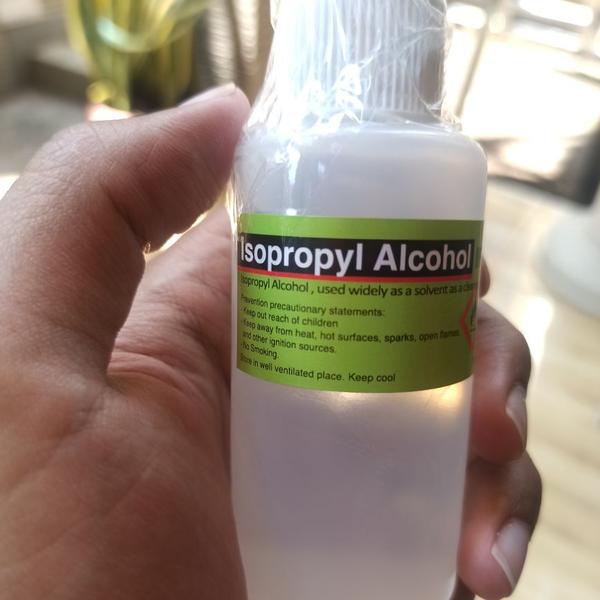 Isopropyl Alcohol
Isopropyl Alcohol , used widely as a solvent as a
Prevention precautionary statements:
- Keep out reach of children
- Keep away from heat, hot surfaces, sparks, open flames
and other ignition sources.
- No Smoking.
Store in well ventilated place. Keep cool